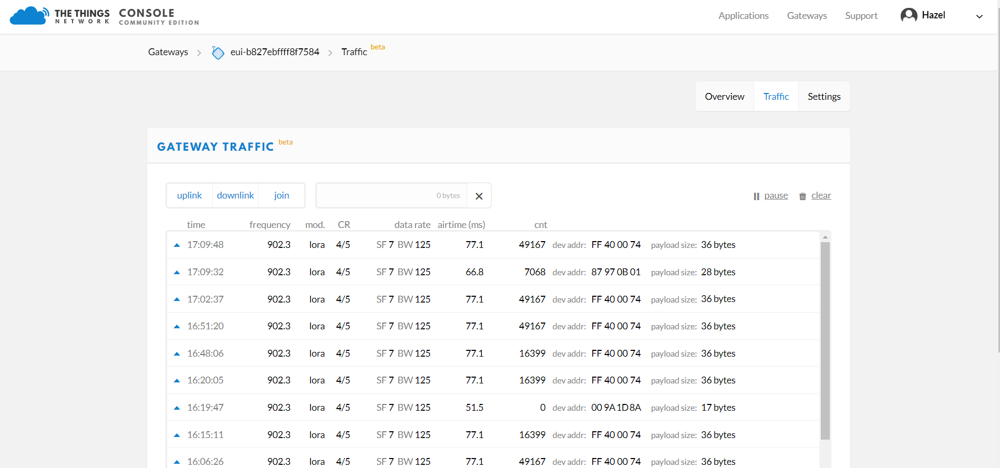 THE THINGS NETWORK CONSOLE COMMUNITY EDITION
Applications Gateways Support Hazel
Gateways eui-b827ebffff8f7584 Traffic beta
Overview Traffic Settings
GATEWAY TRAFFIC beta
uplink downlink join 0 bytes pause clear
time frequency mod. CR data rate airtime (ms) cnt
17:09:48 902.3 lora 4/5 SF 7 BW 125 77.1 49167 dev addr: FF 40 00 74 payload size: 36 bytes
17:09:32 902.3 lora 4/5 SF 7 BW 125 66.8 7068 dev addr: 87 97 0B 01 payload size: 28 bytes
17:02:37 902.3 lora 4/5 SF 7 BW 125 77.1 49167 dev addr: FF 40 00 74 payload size: 36 bytes
16:51:20 902.3 lora 4/5 SF 7 BW 125 77.1 49167 dev addr: FF 40 00 74 payload size: 36 bytes
16:48:06 902.3 lora 4/5 SF 7 BW 125 77.1 16399 dev addr: FF 40 00 74 payload size: 36 bytes
16:20:05 902.3 lora 4/5 SF 7 BW 125 77.1 16399 dev addr: FF 40 00 74 payload size: 36 bytes
16:19:47 902.3 lora 4/5 SF 7 BW 125 51.5 0 dev addr: 00 9A 1D 8A payload size: 17 bytes
16:15:11 902.3 lora 4/5 SF 7 BW 125 77.1 16399 dev addr: FF 40 00 74 payload size: 36 bytes
16:06:26 902.3 lora 4/5 SF 7 BW 125 77.1 49167 dev addr: FF 40 00 74 payload size: 36 bytes